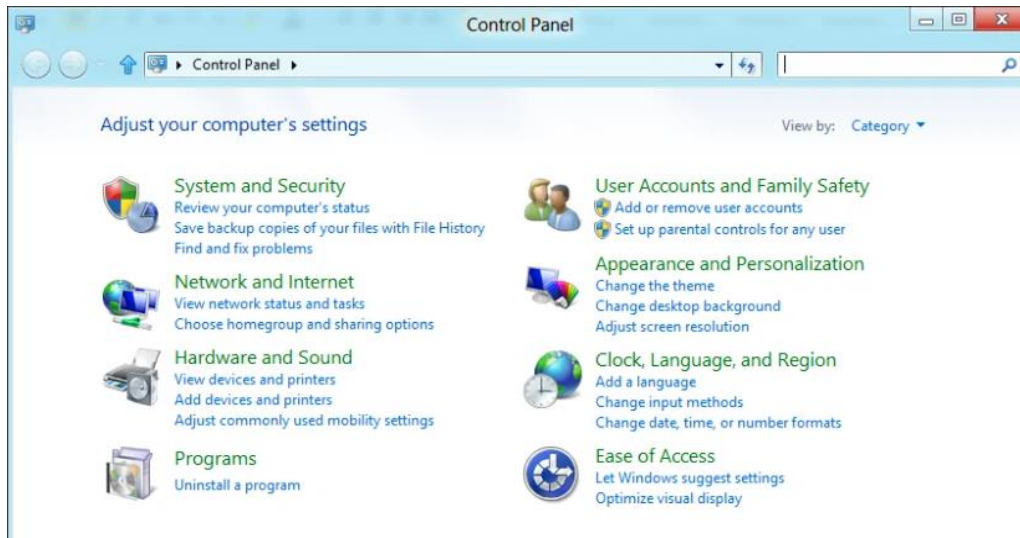 Control Panel
Control Panel
Adjust your computer's settings
View by: Category
System and Security
Review your computer's status
Save backup copies of your files with File History
Find and fix problems
Network and Internet
View network status and tasks
Choose homegroup and sharing options
Hardware and Sound
View devices and printers
Add devices and printers
Adjust commonly used mobility settings
Programs
Uninstall a program
User Accounts and Family Safety
Add or remove user accounts
Set up parental controls for any user
Appearance and Personalization
Change the theme
Change desktop background
Adjust screen resolution
Clock, Language, and Region
Add a language
Change input methods
Change date, time, or number formats
Ease of Access
Let Windows suggest settings
Optimize visual display